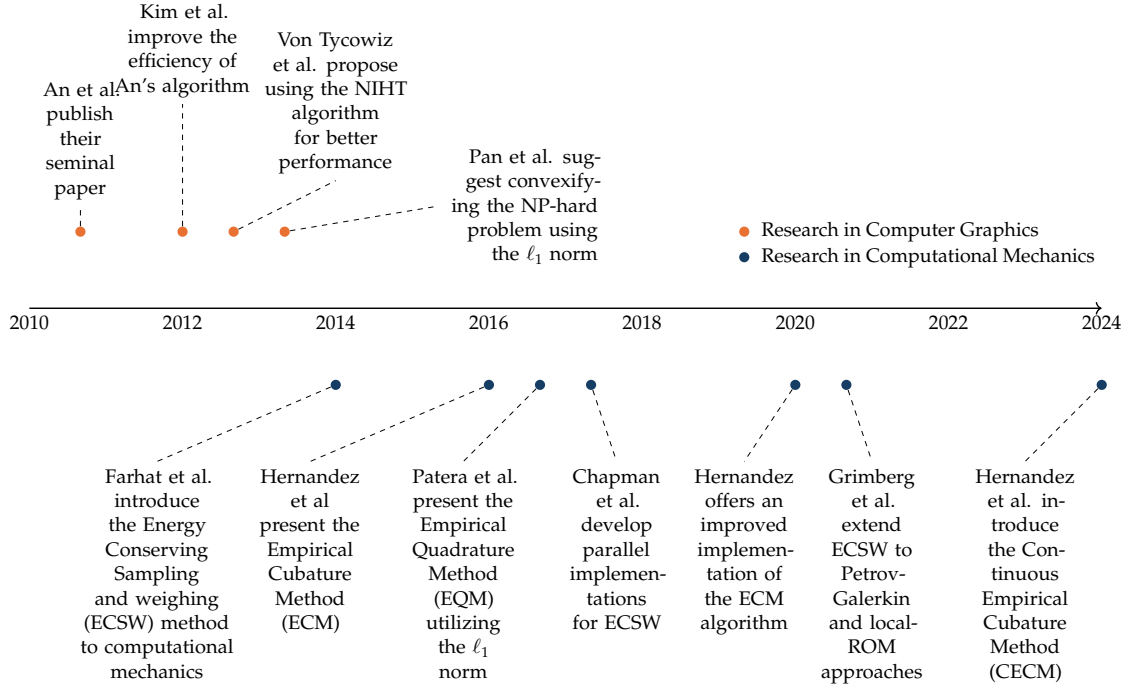 Kim et al.
improve the
efficiency of
An's algorithm
An et al.
publish
their
seminal
paper
Von Tycowiz
et al. propose
using the NIHT
algorithm
for better
performance
Pan et al. sug-
gest convexify-
ing the NP-hard
problem using
the ℓ1 norm
Research in Computer Graphics
Research in Computational Mechanics
2010 2012 2014 2016 2018 2020 2022 2024
Farhat et al.
introduce
the Energy
Conserving
Sampling
and weighing
(ECSW) method
to computational
mechanics
Hernandez
et al
present the
Empirical
Cubature
Method
(ECM)
Patera et al.
present the
Empirical
Quadrature
Method
(EQM)
utilizing
the ℓ1
norm
Chapman
et al.
develop
parallel
implemen-
tations
for ECSW
Hernandez
offers an
improved
implemen-
tation of
the ECM
algorithm
Grimberg
et al.
extend
ECSW to
Petrov-
Galerkin
and local-
ROM
approaches
Hernandez
et al. in-
troduce
the Con-
tinuous
Empirical
Cubature
Method
(CECM)